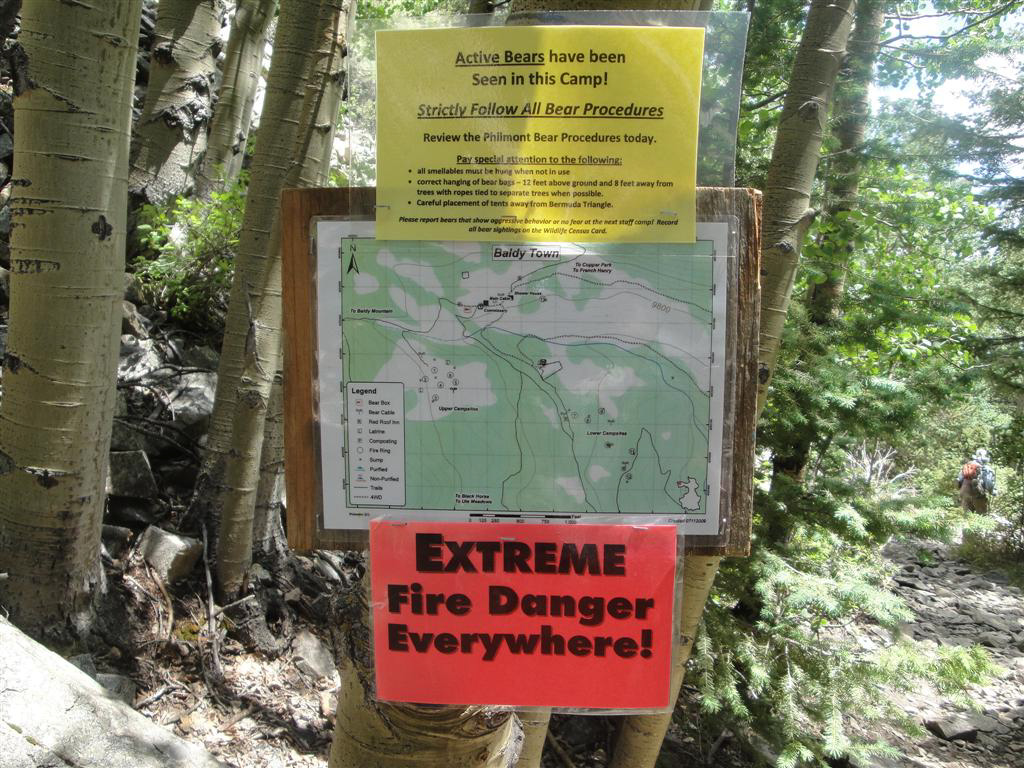 Active Bears have been
Seen in this Camp!
Strictly Follow All Bear Procedures
Review the Philmont Bear Procedures today.
Pay special attention to the following:
• all smellables must be hung when not in use
• correct hanging of bear bags – 12 feet above ground and 8 feet away from
trees with ropes tied to separate trees when possible.
• Careful placement of tents away from Bermuda Triangle.
Please report bears that show aggressive behavior or no fear at the next staff camp! Record
all bear sightings on the Wildlife Census Card.
N
Baldy Town
To Copper Park
To French Henry
Shower House
Main Cabin
Commissary
9800
To Baldy Mountain
Upper Campsites
Lower Campsites
Legend
Bear Box
Bear Cable
Red Roof Inn
Latrine
Composting
Fire Ring
Sump
Purified
Non-Purified
Trails
4WD
To Black Horse
To Ute Meadows
Feet
EXTREME
Fire Danger
Everywhere!